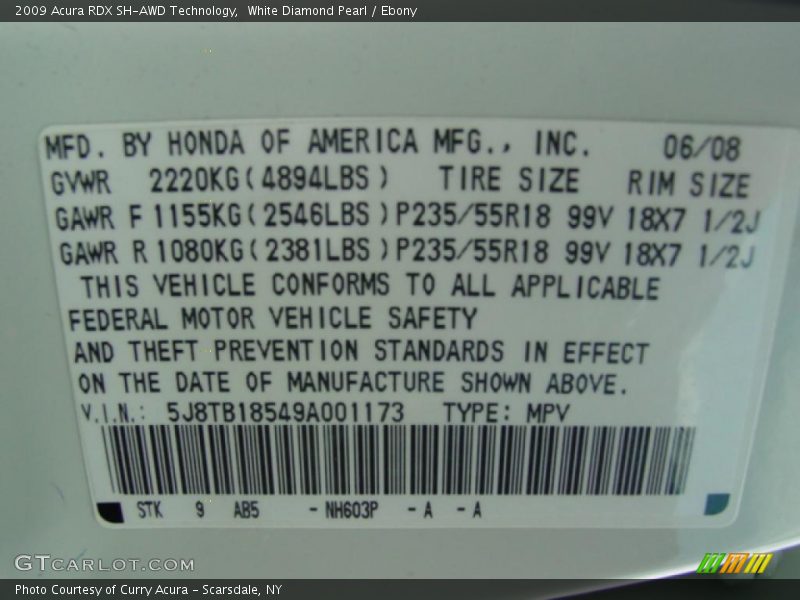 2009 Acura RDX SH-AWD Technology,  White Diamond Pearl / Ebony
MFD. BY HONDA OF AMERICA MFG., INC. 06/08
GVWR 2220KG(4894LBS) TIRE SIZE RIM SIZE
GAWR F 1155KG(2546LBS)P235/55R18 99V 18X7 1/2J
GAWR R 1080KG(2381LBS)P235/55R18 99V 18X7 1/2J
THIS VEHICLE CONFORMS TO ALL APPLICABLE
FEDERAL MOTOR VEHICLE SAFETY
AND THEFT PREVENTION STANDARDS IN EFFECT
ON THE DATE OF MANUFACTURE SHOWN ABOVE.
V.I.N.: 5J8TB18549A001173 TYPE: MPV
STK 9 AB5 -NH603P -A -A
GTCARLOT.COM
Photo Courtesy of Curry Acura - Scarsdale, NY